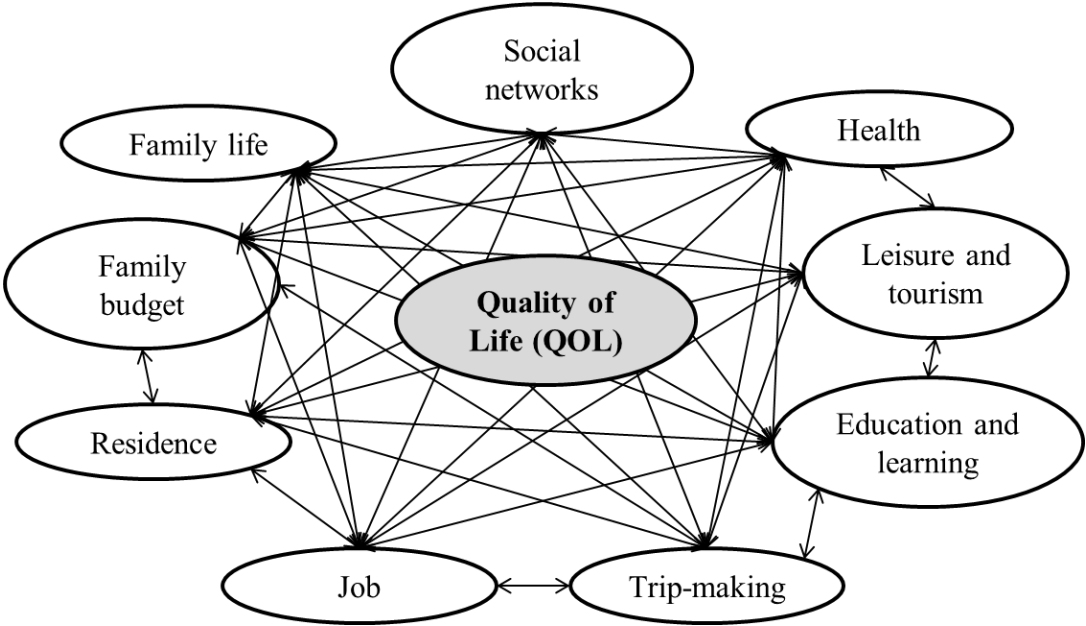 Social
networks
Family life
Health
Family
budget
Leisure and
tourism
Quality of
Life (QOL)
Residence
Education and
learning
Job
Trip-making